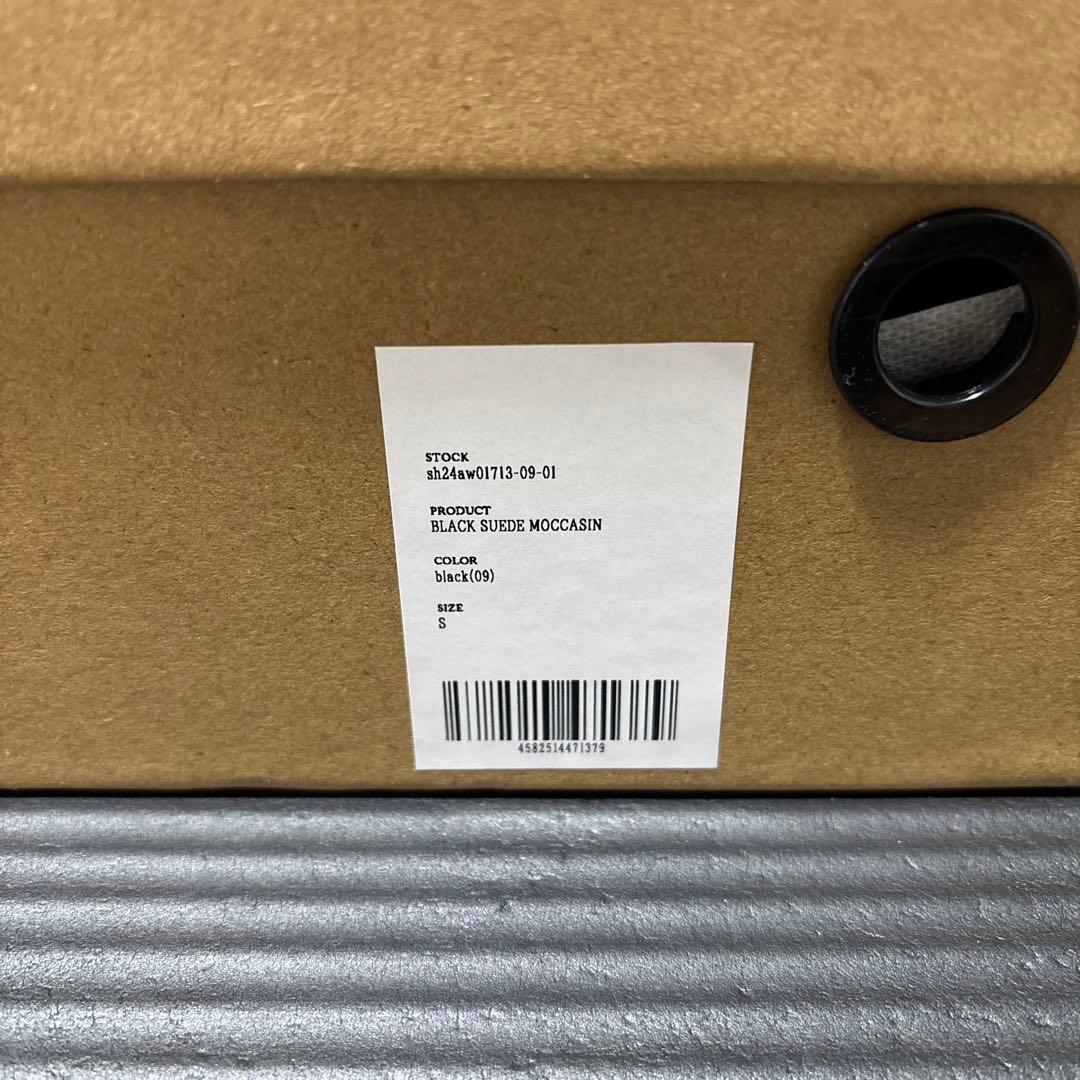 STOCK
sh24aw01713-09-01
PRODUCT
BLACK SUEDE MOCCASIN
COLOR
black(09)
SIZE
S
4582514471379